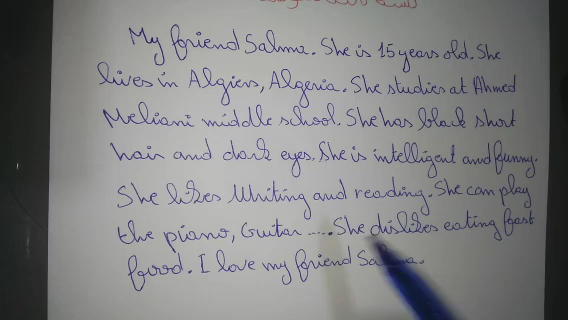 My friend Salma. She is 15 years old. She
lives in Algiers, Algeria. She studies at Ahmed
Meliani middle school. She has black short
hair and dark eyes. She is intelligent and funny.
She likes Writing and reading. She can play
the piano, Guitar ..... She dislikes eating fast
food. I love my friend Salma.